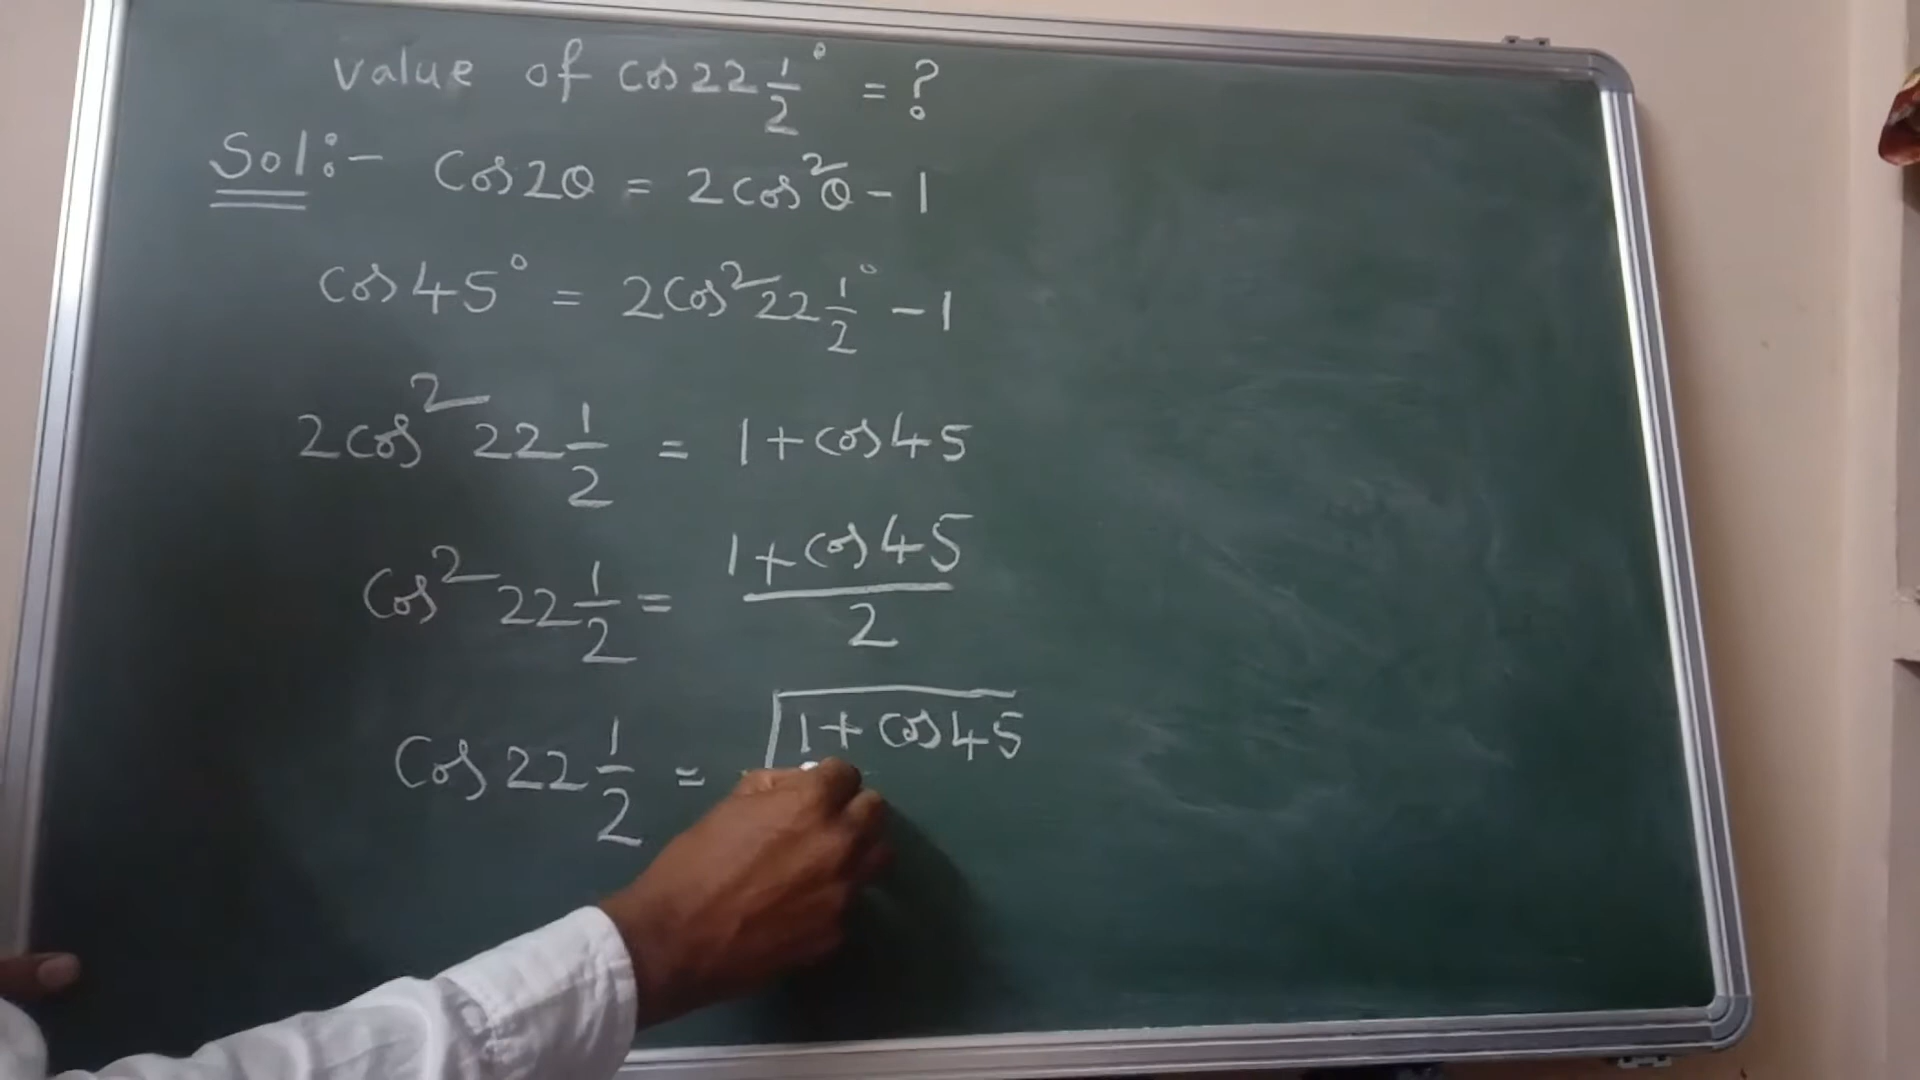 value of cos 22 1/2° = ?
Sol:- Cos2θ = 2cos²θ - 1
cos45° = 2cos² 22 1/2° - 1
2cos² 22 1/2 = 1 + cos45
Cos² 22 1/2 = (1 + cos45)/2
Cos 22 1/2 = √1 + cos45